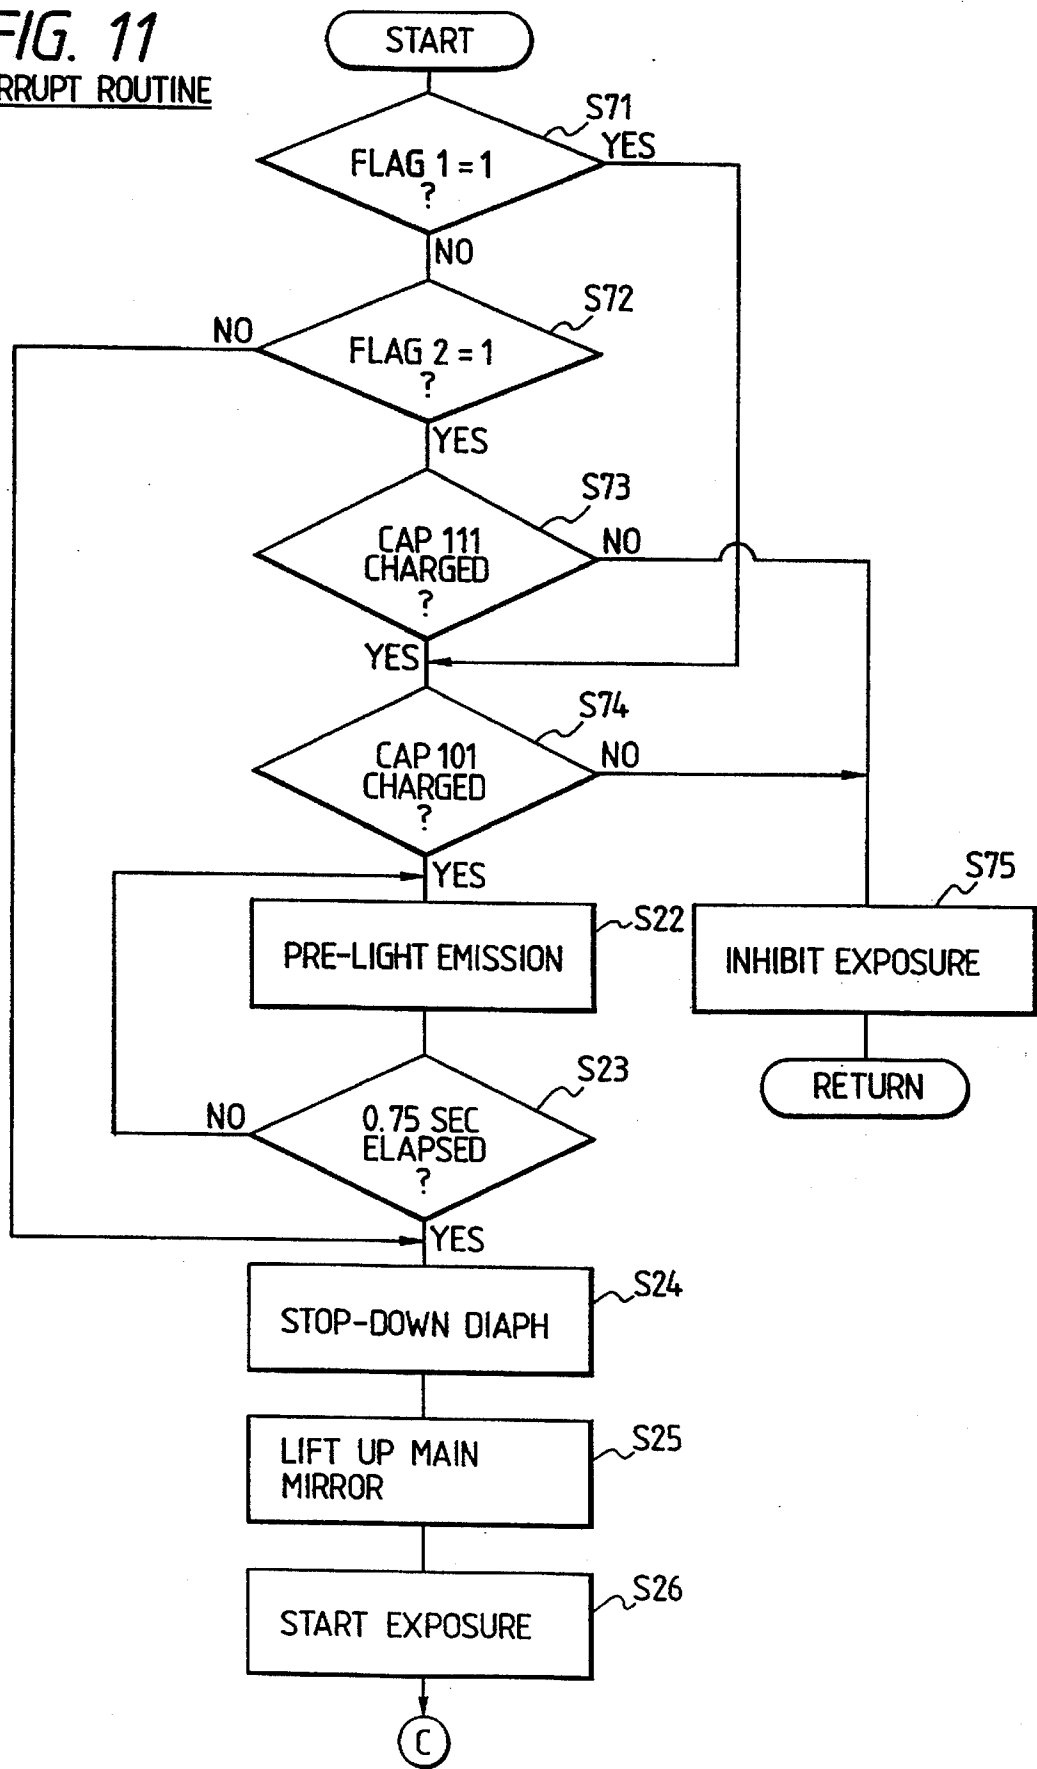 FIG. 11
RRUPT ROUTINE
START
S71
FLAG 1 = 1
?
YES
NO
S72
NO
FLAG 2 = 1
?
YES
S73
CAP 111
CHARGED
?
NO
YES
S74
CAP 101
CHARGED
?
NO
YES
S22
PRE-LIGHT EMISSION
S75
INHIBIT EXPOSURE
RETURN
S23
NO
0.75 SEC
ELAPSED
?
YES
S24
STOP-DOWN DIAPH
S25
LIFT UP MAIN
MIRROR
S26
START EXPOSURE
C